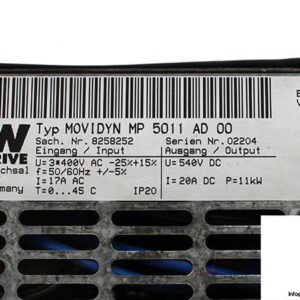 W Typ MOVIDYN MP 5011 AD 00
RIVE Sach. Nr. 8258252 Serien Nr. 02204
Eingang / Input Ausgang / Output
chsal U=3*400V AC -25%+15% U=540V DC
f=50/60Hz +/-5%
I=17A AC I=20A DC P=11kW
ermany T=0...45 C IP20